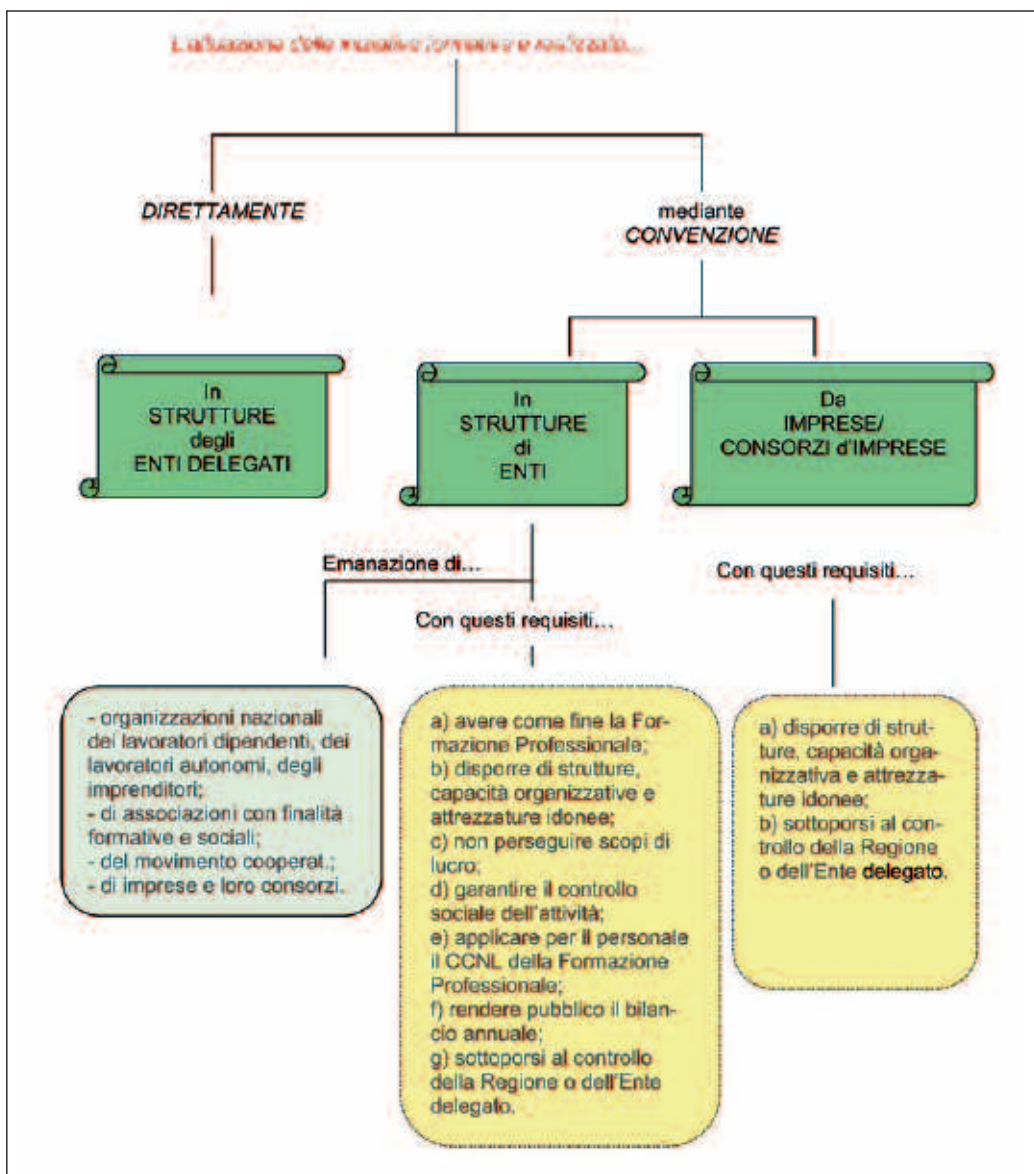 L'attuazione delle iniziative formative è realizzata...
DIRETTAMENTE
mediante
CONVENZIONE
In
STRUTTURE
degli
ENTI DELEGATI
In
STRUTTURE
di
ENTI
Da
IMPRESE/
CONSORZI d'IMPRESE
Emanazione di...
Con questi requisiti...
Con questi requisiti...
- organizzazioni nazionali
dei lavoratori dipendenti, dei
lavoratori autonomi, degli
imprenditori;
- di associazioni con finalità
formative e sociali;
- del movimento cooperat.;
- di imprese e loro consorzi.
a) avere come fine la For-
mazione Professionale;
b) disporre di strutture,
capacità organizzative e
attrezzature idonee;
c) non perseguire scopi di
lucro;
d) garantire il controllo
sociale dell'attività;
e) applicare per il personale
il CCNL della Formazione
Professionale;
f) rendere pubblico il bilan-
cio annuale;
g) sottoporsi al controllo
della Regione o dell'Ente
delegato.
a) disporre di strut-
ture, capacità orga-
nizzativa e attrezza-
ture idonee;
b) sottoporsi al con-
trollo della Regione
o dell'Ente delegato.